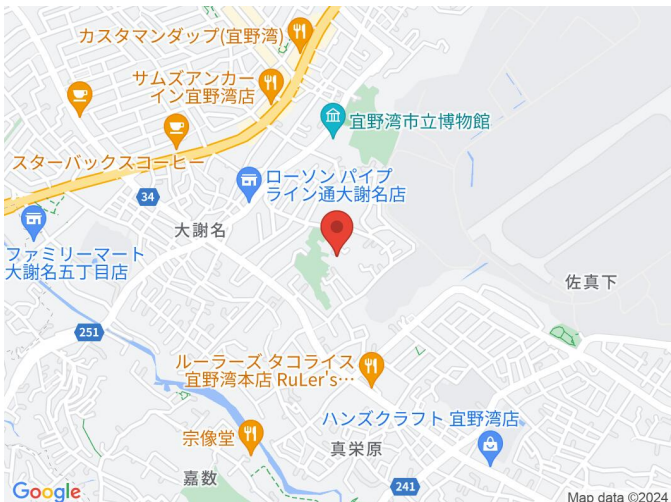 カスタマンダップ(宜野湾)
サムズアンカー
イン宜野湾店
宜野湾市立博物館
スターバックスコーヒー
ローソン パイプ
ライン通大謝名店
34
大謝名
ファミリーマート
大謝名五丁目店
佐真下
251
ルーラーズ タコライス
宜野湾本店 RuLer's…
ハンズクラフト 宜野湾店
宗像堂
真栄原
嘉数
241
Google
Map data ©2024